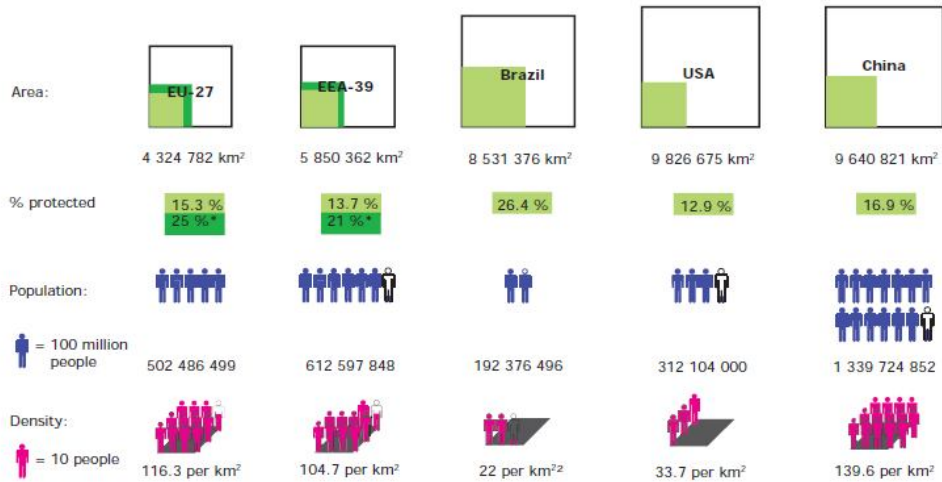 EU-27
EEA-39
Brazil
USA
China
Area:
4 324 782 km²
5 850 362 km²
8 531 376 km²
9 826 675 km²
9 640 821 km²
% protected
15.3 %
13.7 %
26.4 %
12.9 %
16.9 %
25 %*
21 %*
Population:
= 100 million
people
502 486 499
612 597 848
192 376 496
312 104 000
1 339 724 852
Density:
= 10 people
116.3 per km²
104.7 per km²
22 per km²²
33.7 per km²
139.6 per km²